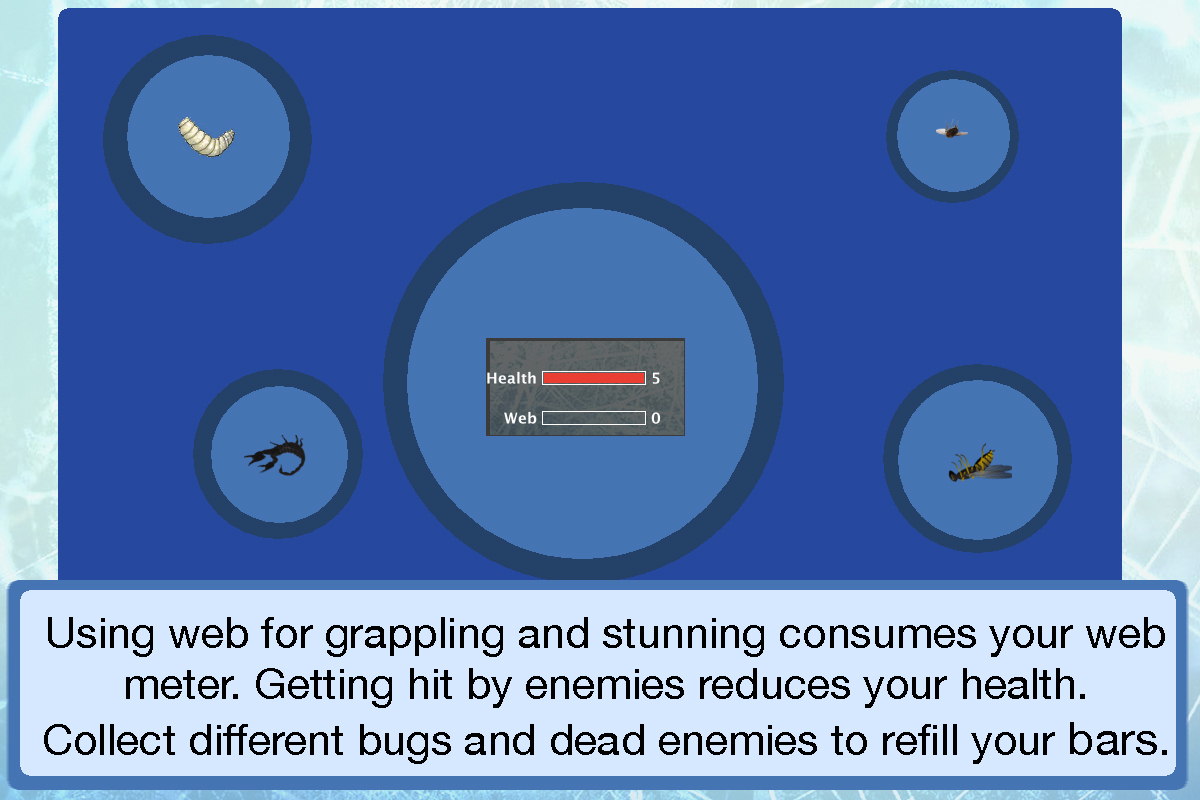 Health 5
Web 0
Using web for grappling and stunning consumes your web
meter. Getting hit by enemies reduces your health.
Collect different bugs and dead enemies to refill your bars.